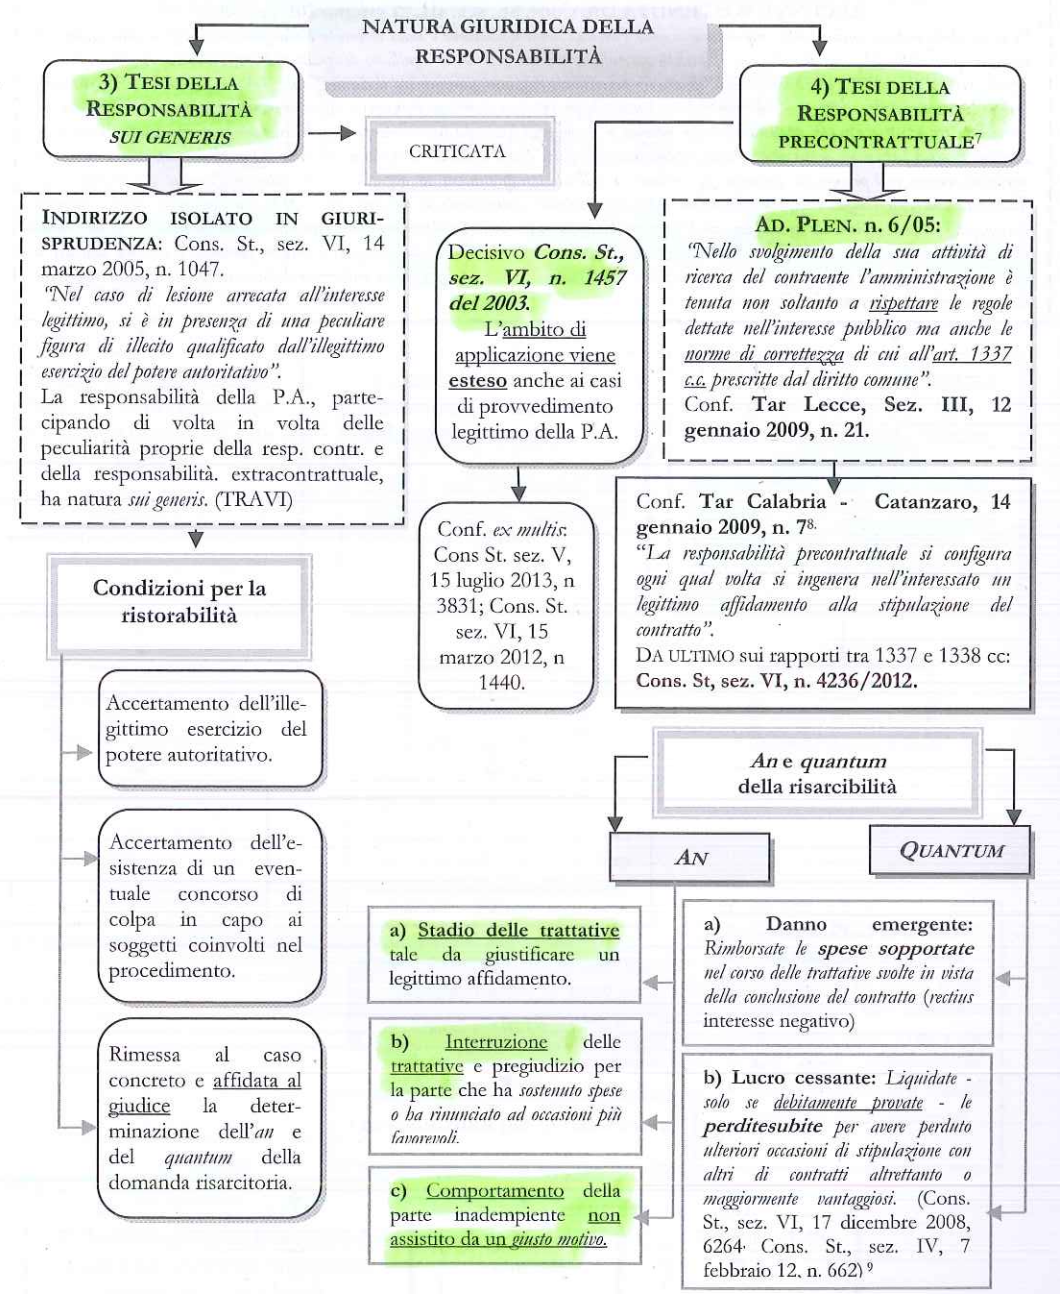 NATURA GIURIDICA DELLA
RESPONSABILITÀ
3) TESI DELLA
RESPONSABILITÀ
SUI GENERIS
CRITICATA
INDIRIZZO ISOLATO IN GIURI-
SPRUDENZA: Cons. St., sez. VI, 14
marzo 2005, n. 1047.
"Nel caso di lesione arrecata all'interesse
legittimo, si è in presenza di una peculiare
figura di illecito qualificato dall'illegittimo
esercizio del potere autoritativo".
La responsabilità della P.A., parte-
cipando di volta in volta delle
peculiarità proprie della resp. contr. e
della responsabilità. extracontrattuale,
ha natura sui generis. (TRAVI)
Condizioni per la
ristorabilità
Accertamento dell'ille-
gittimo esercizio del
potere autoritativo.
Accertamento dell'e-
sistenza di un even-
tuale concorso di
colpa in capo ai
soggetti coinvolti nel
procedimento.
Rimessa al caso
concreto e affidata al
giudice la deter-
minazione dell'an e
del quantum della
domanda risarcitoria.
4) TESI DELLA
RESPONSABILITÀ
PRECONTRATTUALE7
Decisivo Cons. St.,
sez. VI, n. 1457
del 2003.
L'ambito di
applicazione viene
esteso anche ai casi
di provvedimento
legittimo della P.A.
Conf. ex multis:
Cons St. sez. V,
15 luglio 2013, n
3831; Cons. St.
sez. VI, 15
marzo 2012, n
1440.
AD. PLEN. n. 6/05:
"Nello svolgimento della sua attività di
ricerca del contraente l'amministrazione è
tenuta non soltanto a rispettare le regole
dettate nell'interesse pubblico ma anche le
norme di correttezza di cui all'art. 1337
c.c. prescritte dal diritto comune".
Conf. Tar Lecce, Sez. III, 12
gennaio 2009, n. 21.
Conf. Tar Calabria - Catanzaro, 14
gennaio 2009, n. 78.
"La responsabilità precontrattuale si configura
ogni qual volta si ingenera nell'interessato un
legittimo affidamento alla stipulazione del
contratto".
DA ULTIMO sui rapporti tra 1337 e 1338 cc:
Cons. St, sez. VI, n. 4236/2012.
An e quantum
della risarcibilità
AN
QUANTUM
a) Stadio delle trattative
tale da giustificare un
legittimo affidamento.
b) Interruzione delle
trattative e pregiudizio per
la parte che ha sostenuto spese
o ha rinunciato ad occasioni più
favorevoli.
c) Comportamento della
parte inadempiente non
assistito da un giusto motivo.
a) Danno emergente:
Rimborsate le spese sopportate
nel corso delle trattative svolte in vista
della conclusione del contratto (rectius
interesse negativo)
b) Lucro cessante: Liquidate -
solo se debitamente provate - le
perditesubite per avere perduto
ulteriori occasioni di stipulazione con
altri di contratti altrettanto o
maggiormente vantaggiosi. (Cons.
St., sez. VI, 17 dicembre 2008,
6264. Cons. St., sez. IV, 7
febbraio 12, n. 662) 9